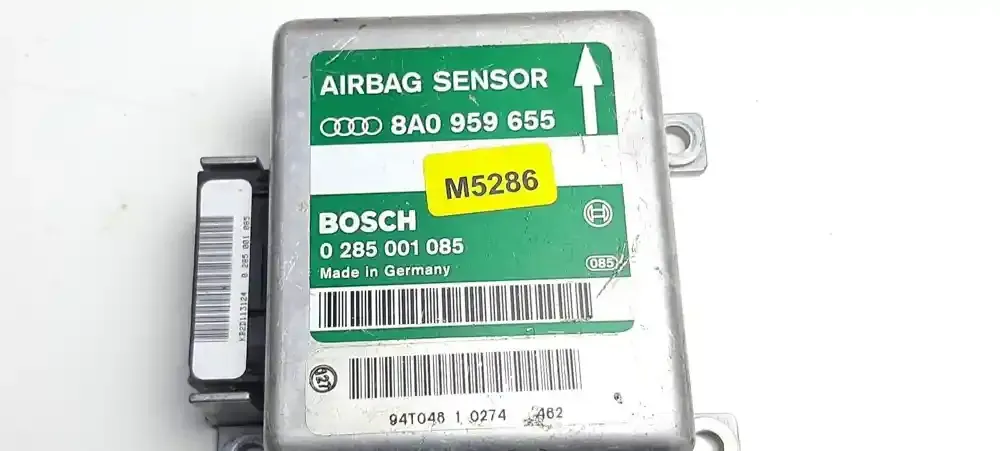 AIRBAG SENSOR
8A0 959 655
M5286
BOSCH
0 285 001 085
Made in Germany
085
94T048 1 0274 462
127
0 285 001 085